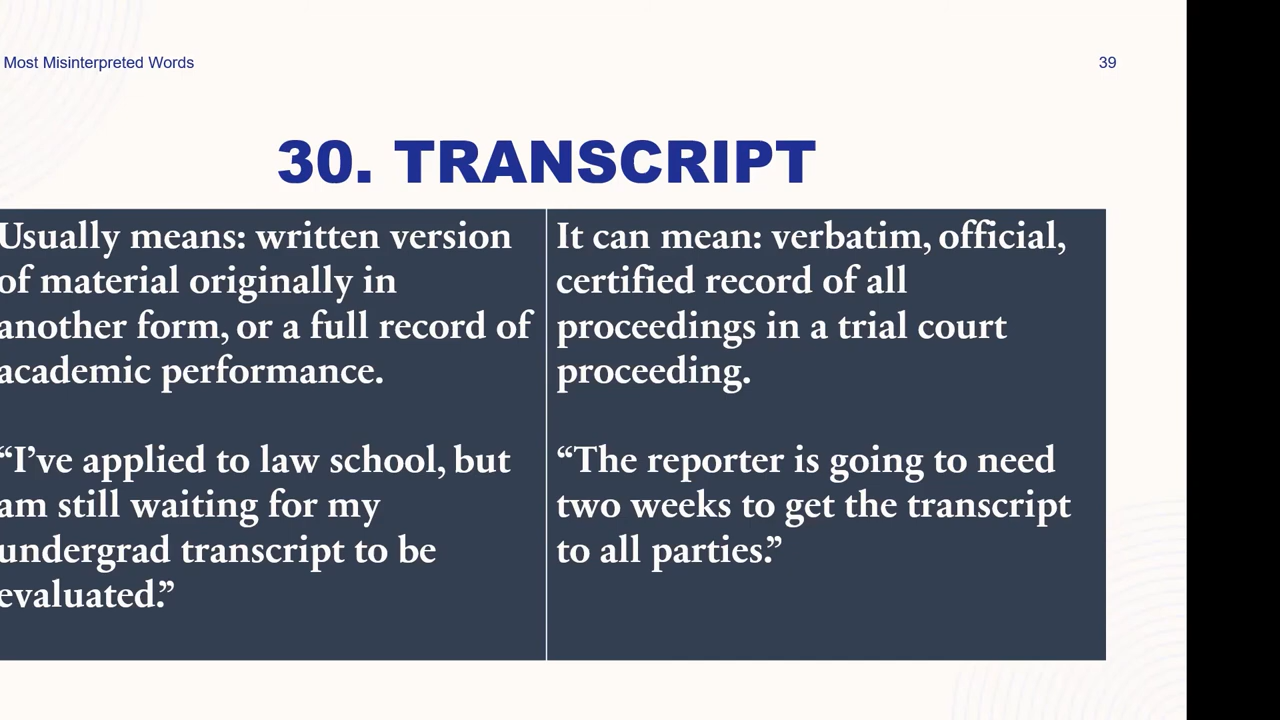 Most Misinterpreted Words
39
30. TRANSCRIPT
Usually means: written version
of material originally in
another form, or a full record of
academic performance.
“I’ve applied to law school, but
am still waiting for my
undergrad transcript to be
evaluated.”
It can mean: verbatim, official,
certified record of all
proceedings in a trial court
proceeding.
“The reporter is going to need
two weeks to get the transcript
to all parties.”